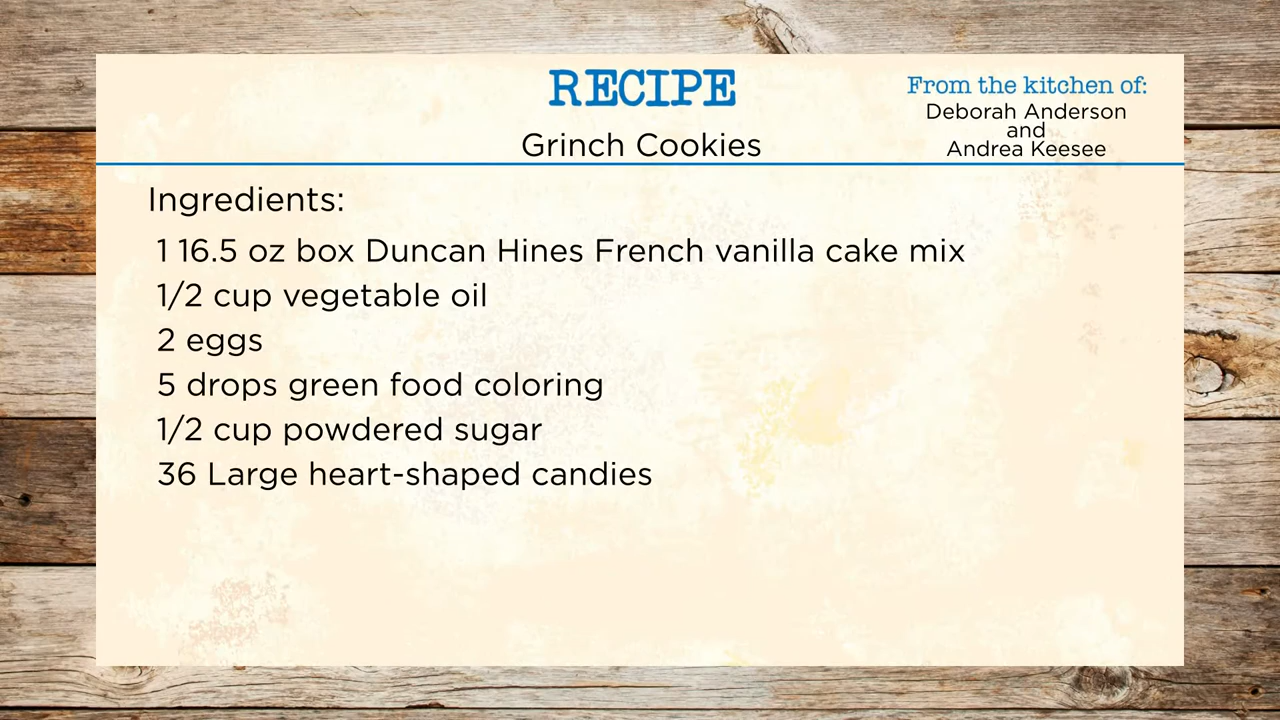 RECIPE
Grinch Cookies
From the kitchen of:
Deborah Anderson
and
Andrea Keesee
Ingredients:
1 16.5 oz box Duncan Hines French vanilla cake mix
1/2 cup vegetable oil
2 eggs
5 drops green food coloring
1/2 cup powdered sugar
36 Large heart-shaped candies